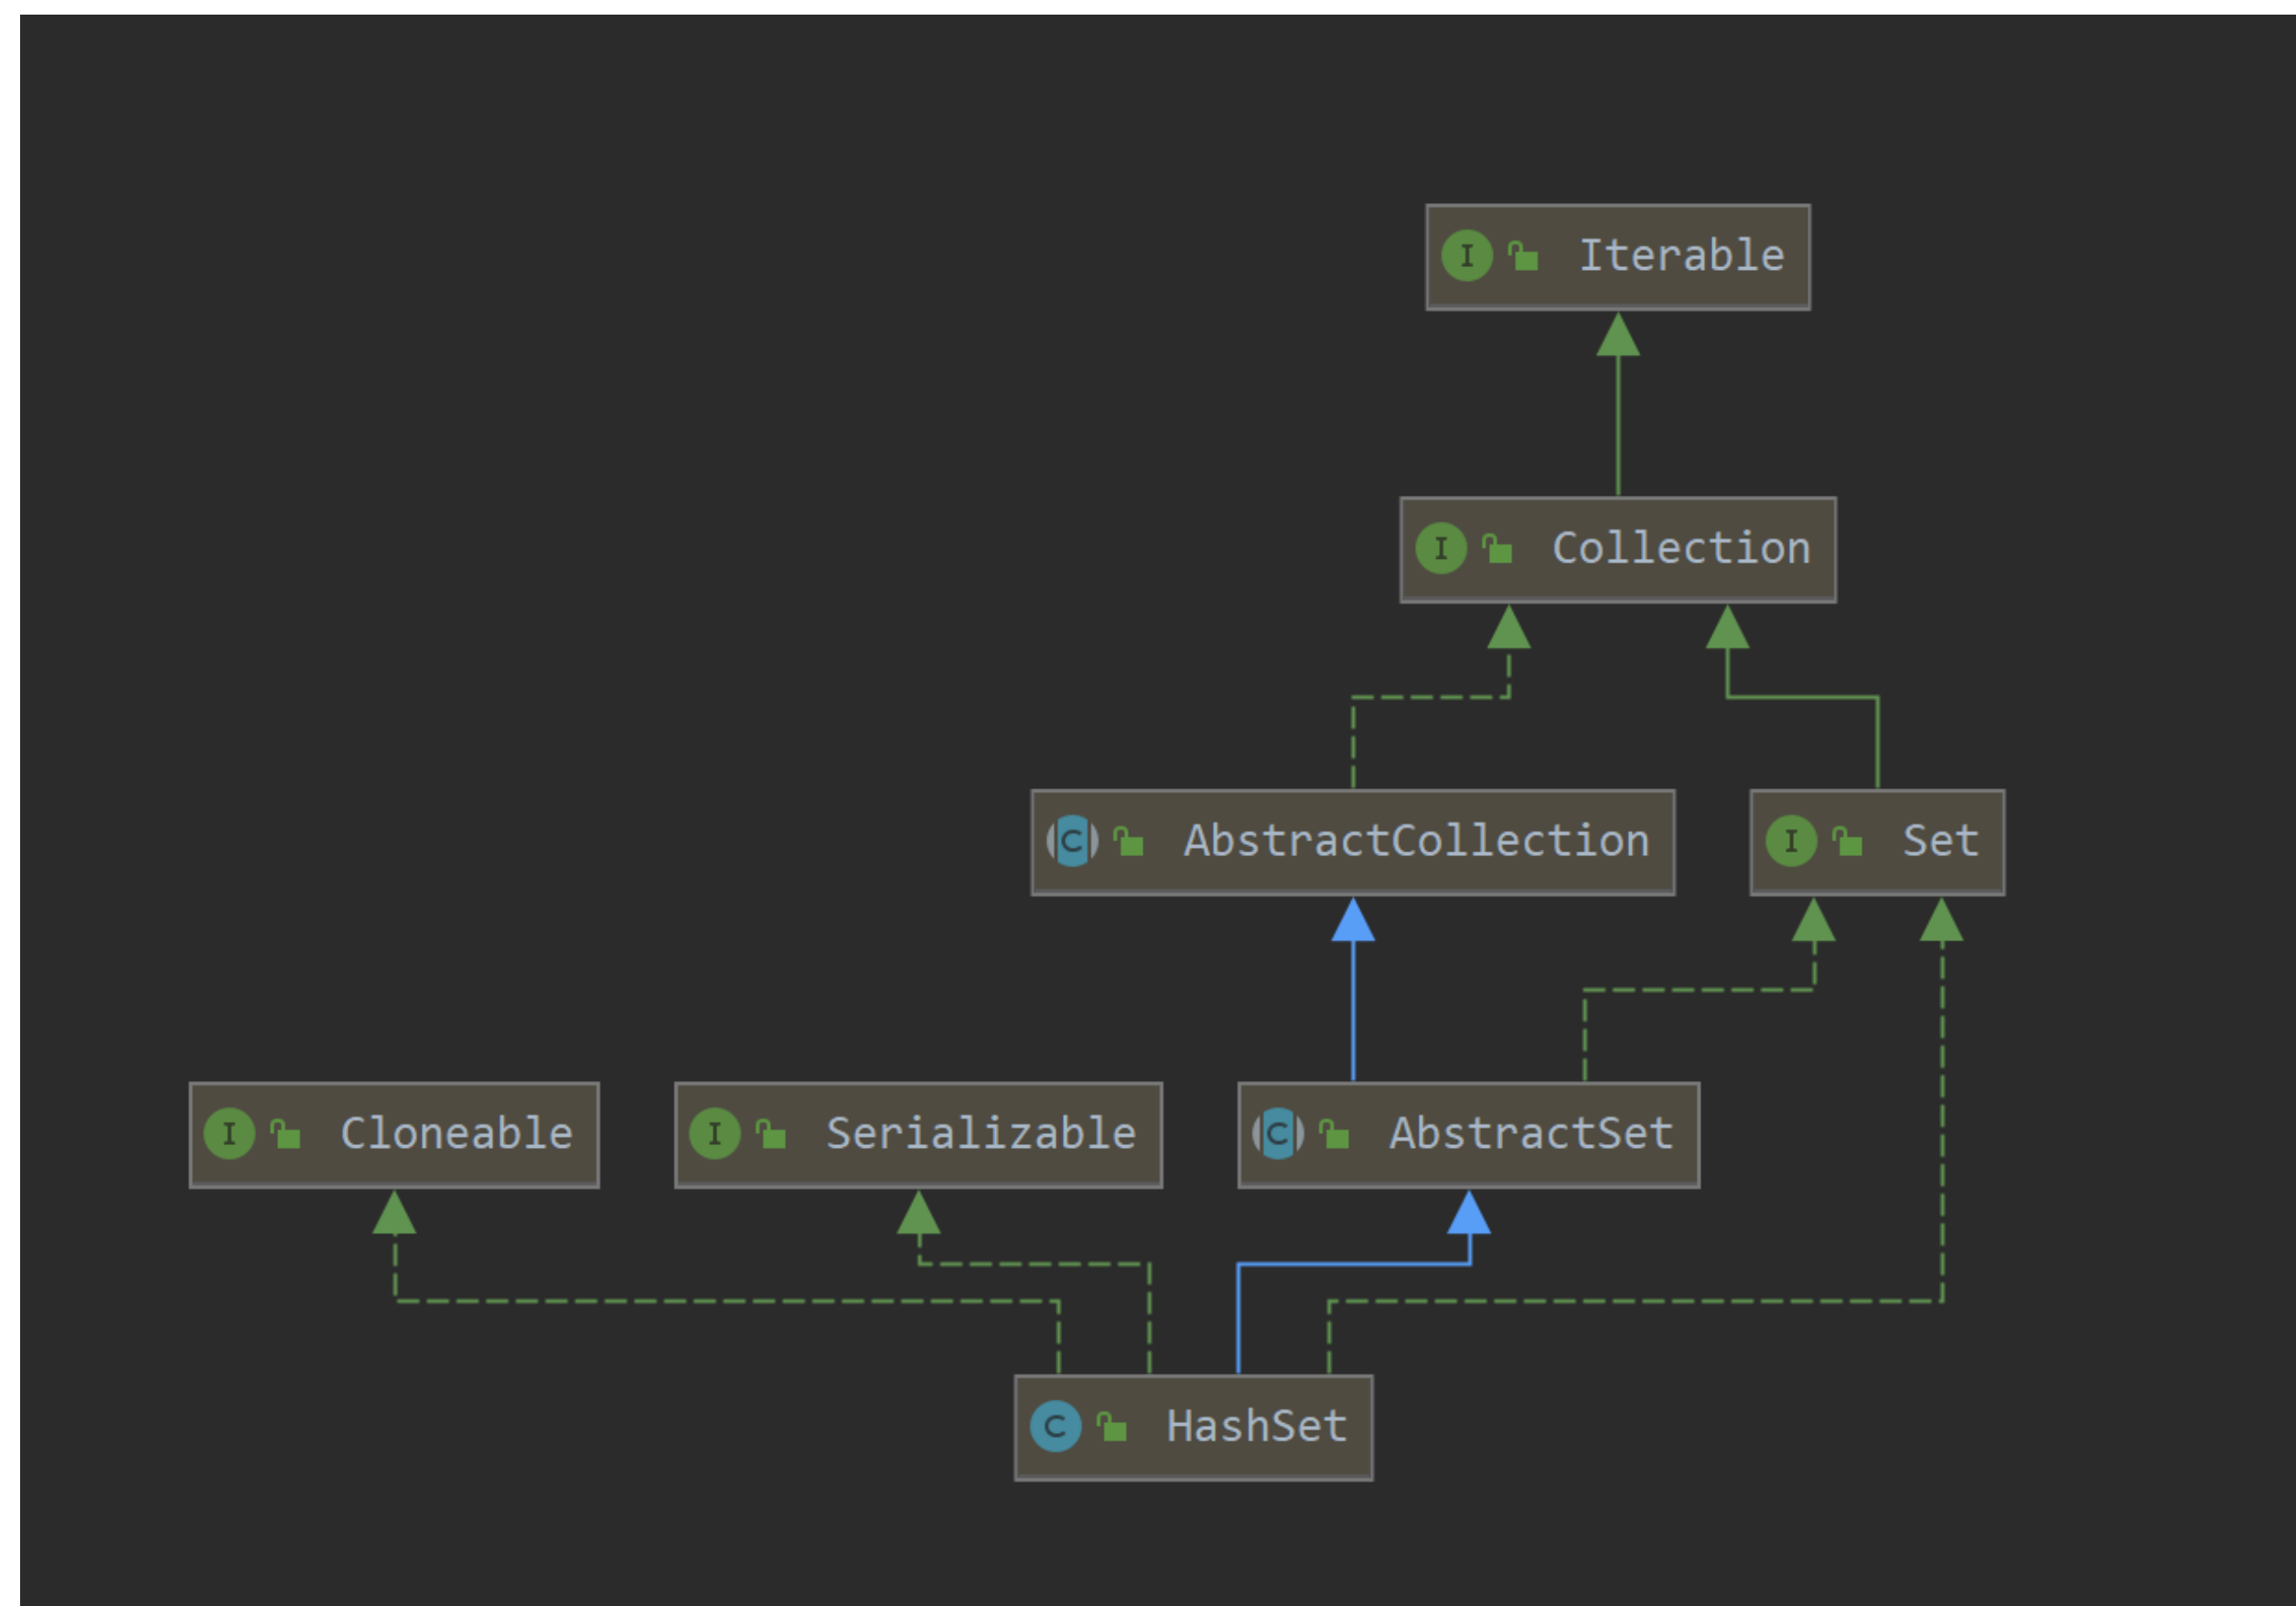 I Iterable
I Collection
C AbstractCollection
I Set
I Cloneable
I Serializable
C AbstractSet
C HashSet